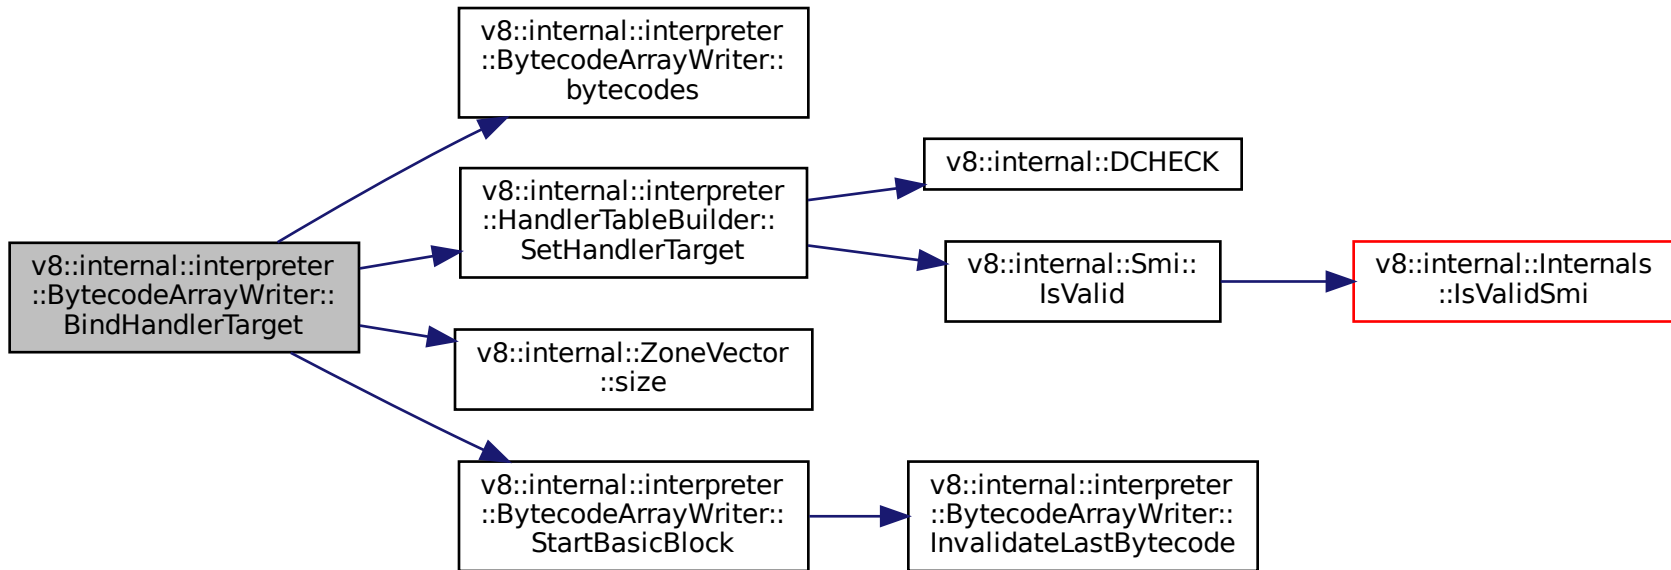 v8::internal::interpreter
::BytecodeArrayWriter::
BindHandlerTarget
v8::internal::interpreter
::BytecodeArrayWriter::
bytecodes
v8::internal::interpreter
::HandlerTableBuilder::
SetHandlerTarget
v8::internal::DCHECK
v8::internal::Smi::
IsValid
v8::internal::Internals
::IsValidSmi
v8::internal::ZoneVector
::size
v8::internal::interpreter
::BytecodeArrayWriter::
StartBasicBlock
v8::internal::interpreter
::BytecodeArrayWriter::
InvalidateLastBytecode